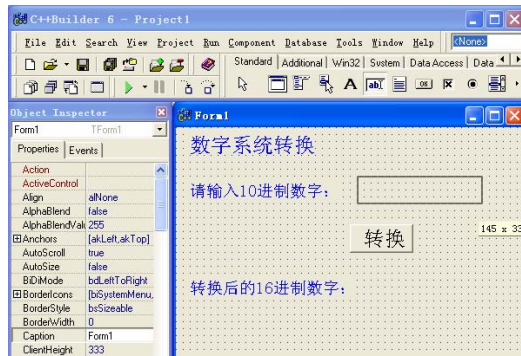 C++Builder 6 - Project1
File Edit Search View Project Run Component Database Tools Window Help <None>
Standard Additional Win32 System Data Access Data
A ab OK
Object Inspector
Form1 TForm1
Properties Events
Action
ActiveControl
Align alNone
AlphaBlend false
AlphaBlendVal 255
Anchors [akLeft,akTop]
AutoScroll true
AutoSize false
BiDiMode bdLeftToRight
BorderIcons [biSystemMenu,
BorderStyle bsSizeable
BorderWidth 0
Caption Form1
ClientHeight 333
Form1
数字系统转换
请输入10进制数字:
转换
145 x 33
转换后的16进制数字: